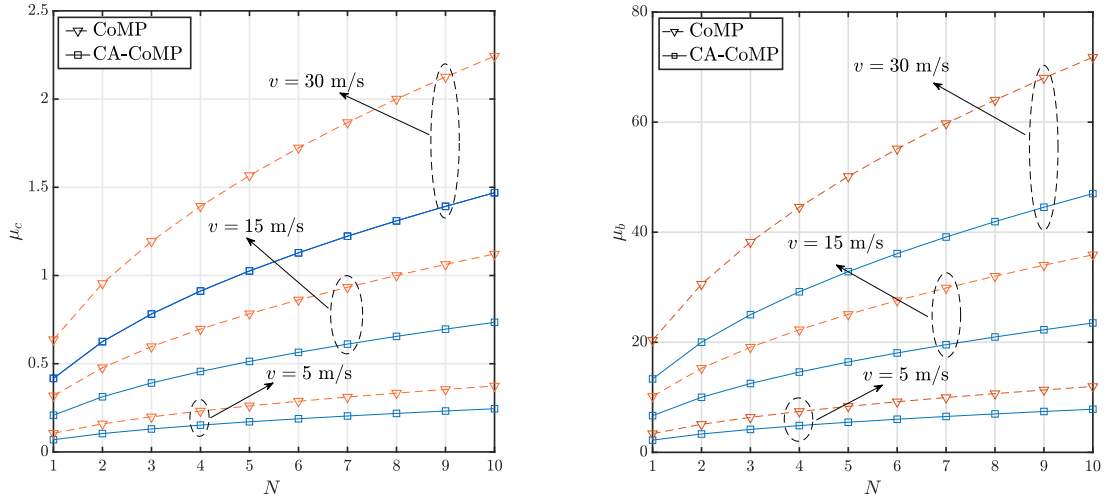 2.5
2
1.5
1
0.5
0
μc
CoMP
CA-CoMP
v = 30 m/s
v = 15 m/s
v = 5 m/s
1 2 3 4 5 6 7 8 9 10
N
80
60
40
20
0
μb
CoMP
CA-CoMP
v = 30 m/s
v = 15 m/s
v = 5 m/s
1 2 3 4 5 6 7 8 9 10
N